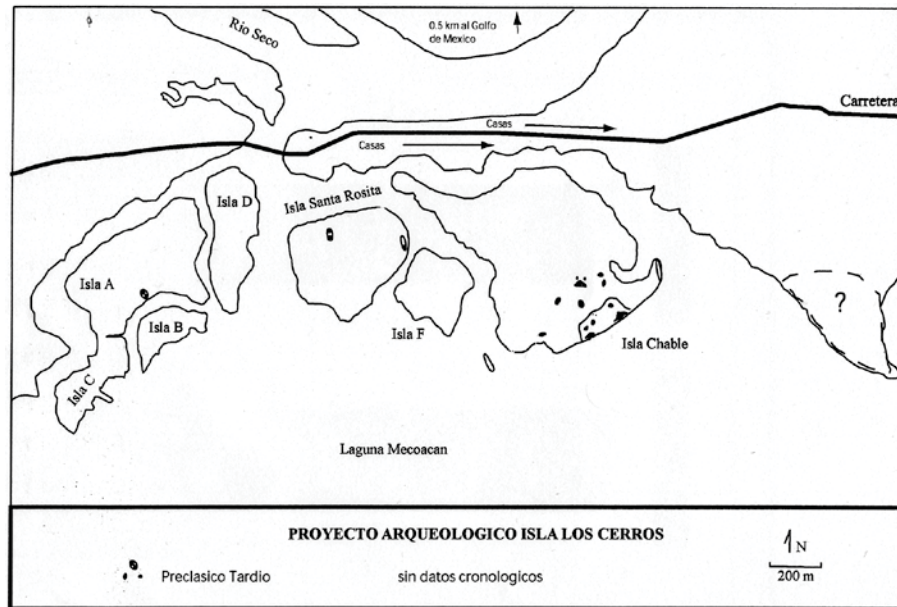 0.5 km al Golfo
de Mexico
Rio Seco
Carretera
Casas
Casas
Isla D
Isla Santa Rosita
Isla A
?
Isla B
Isla F
Isla Chable
Isla C
Laguna Mecoacan
PROYECTO ARQUEOLOGICO ISLA LOS CERROS
N
Preclasico Tardio
sin datos cronologicos
200 m